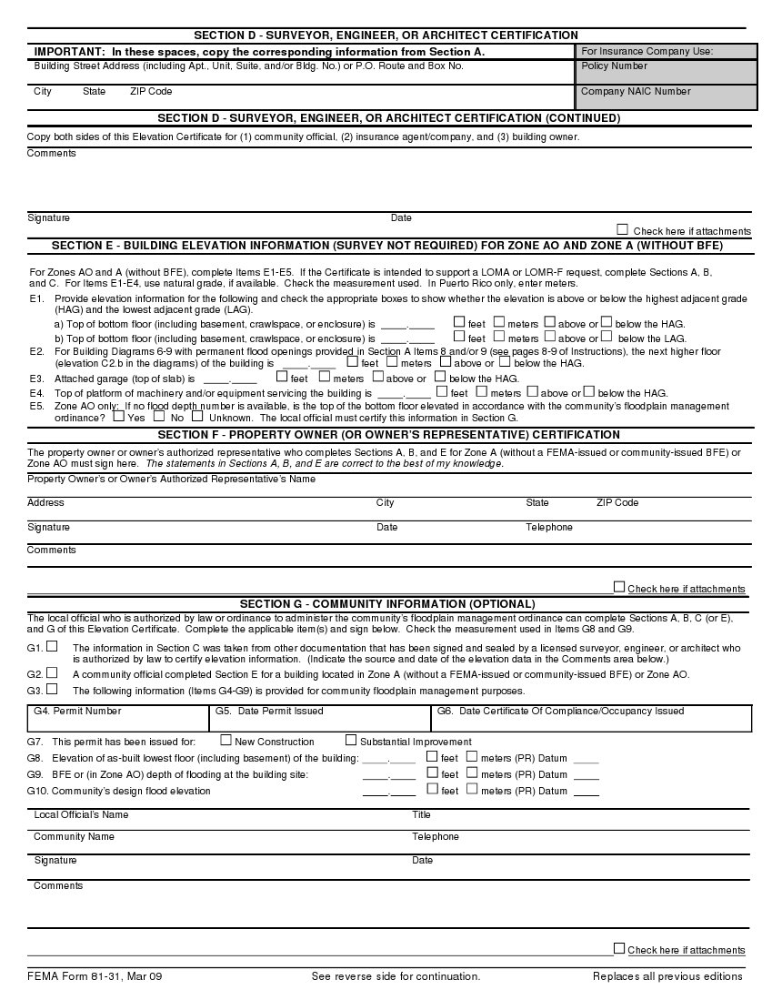 SECTION D - SURVEYOR, ENGINEER, OR ARCHITECT CERTIFICATION
IMPORTANT: In these spaces, copy the corresponding information from Section A. For Insurance Company Use:
Building Street Address (including Apt., Unit, Suite, and/or Bldg. No.) or P.O. Route and Box No. Policy Number
City State ZIP Code Company NAIC Number
SECTION D - SURVEYOR, ENGINEER, OR ARCHITECT CERTIFICATION (CONTINUED)
Copy both sides of this Elevation Certificate for (1) community official, (2) insurance agent/company, and (3) building owner.
Comments
Signature Date
Check here if attachments
SECTION E - BUILDING ELEVATION INFORMATION (SURVEY NOT REQUIRED) FOR ZONE AO AND ZONE A (WITHOUT BFE)
For Zones AO and A (without BFE), complete Items E1-E5. If the Certificate is intended to support a LOMA or LOMR-F request, complete Sections A, B,
and C. For Items E1-E4, use natural grade, if available. Check the measurement used. In Puerto Rico only, enter meters.
E1. Provide elevation information for the following and check the appropriate boxes to show whether the elevation is above or below the highest adjacent grade
(HAG) and the lowest adjacent grade (LAG).
a) Top of bottom floor (including basement, crawlspace, or enclosure) is ____.____ feet meters above or below the HAG.
b) Top of bottom floor (including basement, crawlspace, or enclosure) is ____.____ feet meters above or below the LAG.
E2. For Building Diagrams 6-9 with permanent flood openings provided in Section A Items 8 and/or 9 (see pages 8-9 of Instructions), the next higher floor
(elevation C2.b in the diagrams) of the building is ____.____ feet meters above or below the HAG.
E3. Attached garage (top of slab) is ____.____ feet meters above or below the HAG.
E4. Top of platform of machinery and/or equipment servicing the building is ____.____ feet meters above or below the HAG.
E5. Zone AO only: If no flood depth number is available, is the top of the bottom floor elevated in accordance with the community's floodplain management
ordinance? Yes No Unknown. The local official must certify this information in Section G.
SECTION F - PROPERTY OWNER (OR OWNER'S REPRESENTATIVE) CERTIFICATION
The property owner or owner's authorized representative who completes Sections A, B, and E for Zone A (without a FEMA-issued or community-issued BFE) or
Zone AO must sign here. The statements in Sections A, B, and E are correct to the best of my knowledge.
Property Owner's or Owner's Authorized Representative's Name
Address City State ZIP Code
Signature Date Telephone
Comments
Check here if attachments
SECTION G - COMMUNITY INFORMATION (OPTIONAL)
The local official who is authorized by law or ordinance to administer the community's floodplain management ordinance can complete Sections A, B, C (or E),
and G of this Elevation Certificate. Complete the applicable item(s) and sign below. Check the measurement used in Items G8 and G9.
G1. The information in Section C was taken from other documentation that has been signed and sealed by a licensed surveyor, engineer, or architect who
is authorized by law to certify elevation information. (Indicate the source and date of the elevation data in the Comments area below.)
G2. A community official completed Section E for a building located in Zone A (without a FEMA-issued or community-issued BFE) or Zone AO.
G3. The following information (Items G4-G9) is provided for community floodplain management purposes.
G4. Permit Number G5. Date Permit Issued G6. Date Certificate Of Compliance/Occupancy Issued
G7. This permit has been issued for: New Construction Substantial Improvement
G8. Elevation of as-built lowest floor (including basement) of the building: ____.____ feet meters (PR) Datum ____
G9. BFE or (in Zone AO) depth of flooding at the building site: ____.____ feet meters (PR) Datum ____
G10. Community's design flood elevation ____.____ feet meters (PR) Datum ____
Local Official's Name Title
Community Name Telephone
Signature Date
Comments
Check here if attachments
FEMA Form 81-31, Mar 09 See reverse side for continuation. Replaces all previous editions